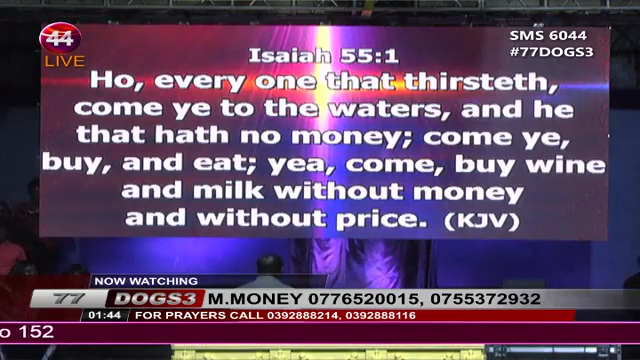 44
LIVE
SMS 6044
#77DOGS3
Isaiah 55:1
Ho, every one that thirsteth,
come ye to the waters, and he
that hath no money; come ye,
buy, and eat; yea, come, buy wine
and milk without money
and without price. (KJV)
NOW WATCHING
77 DOGS3 M.MONEY 0776520015, 0755372932
01:44 FOR PRAYERS CALL 0392888214, 0392888116
o 152